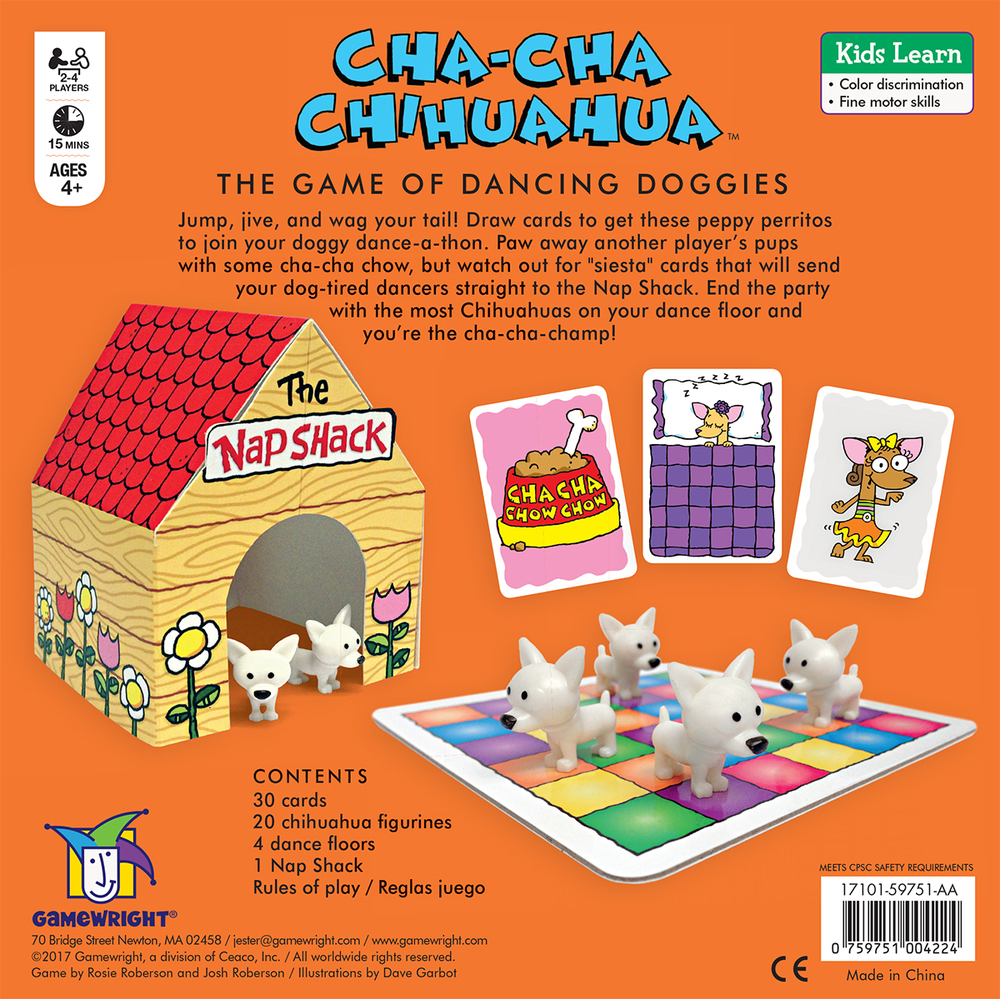 2-4
PLAYERS
15 MINS
AGES
4+
CHA-CHA
CHIHUAHUA™
Kids Learn
• Color discrimination
• Fine motor skills
THE GAME OF DANCING DOGGIES
Jump, jive, and wag your tail! Draw cards to get these peppy perritos
to join your doggy dance-a-thon. Paw away another player's pups
with some cha-cha chow, but watch out for "siesta" cards that will send
your dog-tired dancers straight to the Nap Shack. End the party
with the most Chihuahuas on your dance floor and
you're the cha-cha-champ!
The
NAP SHACK
CHA CHA
CHOW CHOW
z z z z z z
CONTENTS
30 cards
20 chihuahua figurines
4 dance floors
1 Nap Shack
Rules of play / Reglas juego
GAMEWRIGHT®
70 Bridge Street Newton, MA 02458 / jester@gamewright.com / www.gamewright.com
©2017 Gamewright, a division of Ceaco, Inc. / All worldwide rights reserved.
Game by Rosie Roberson and Josh Roberson / Illustrations by Dave Garbot
MEETS CPSC SAFETY REQUIREMENTS
17101-59751-AA
0 759751 004224
CE
Made in China